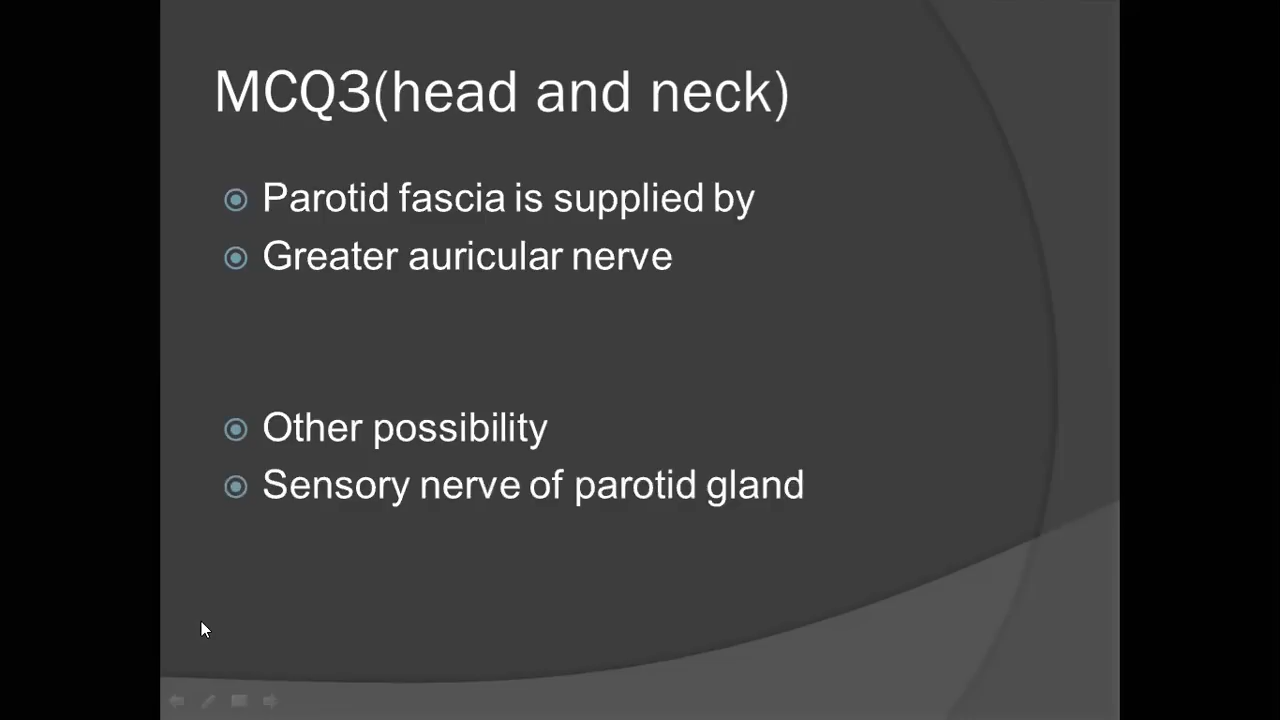 MCQ3(head and neck)
Parotid fascia is supplied by
Greater auricular nerve
Other possibility
Sensory nerve of parotid gland